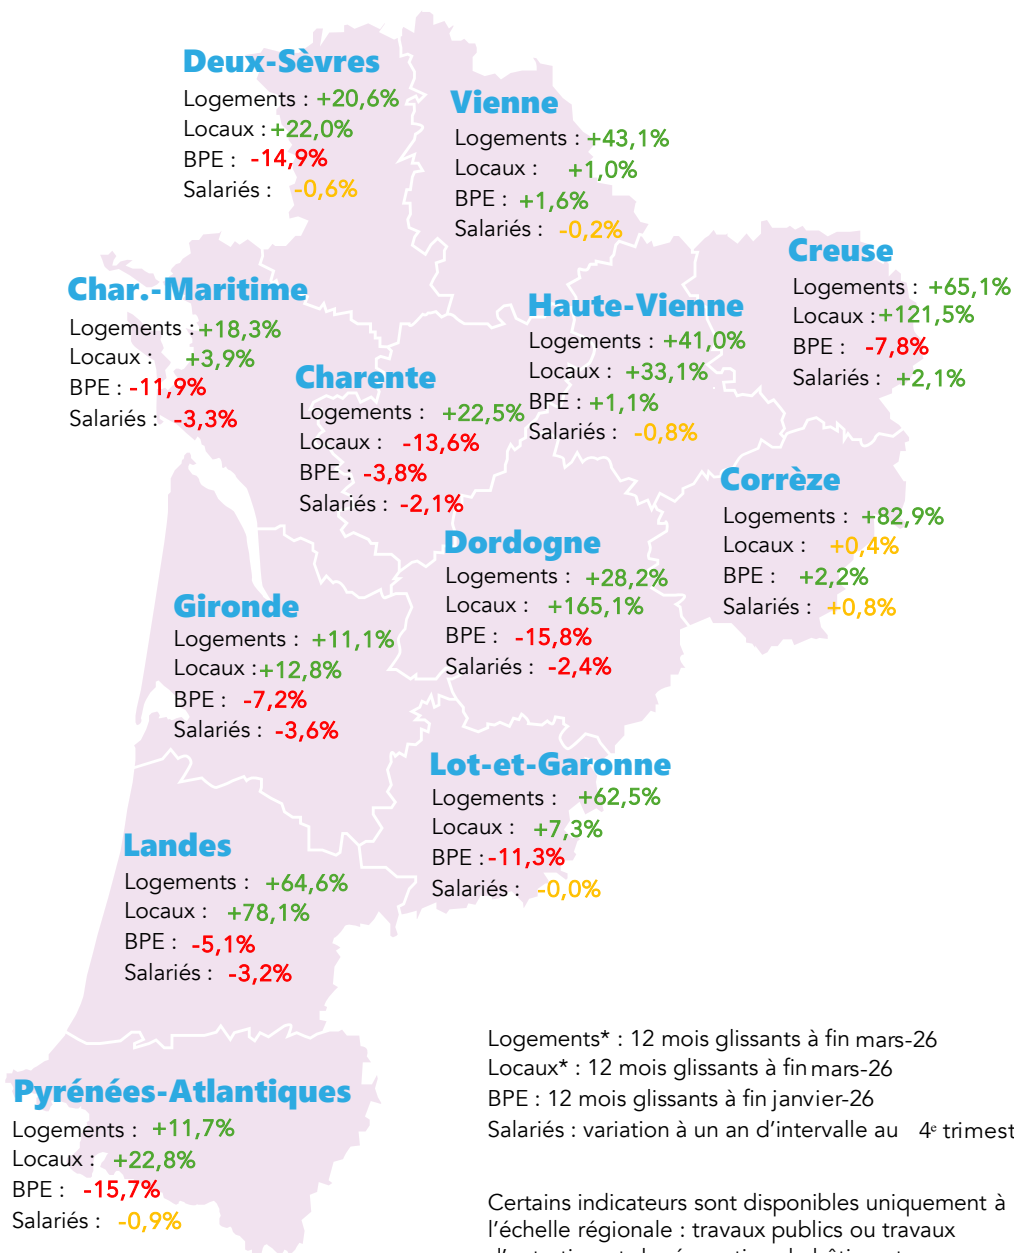 Deux-Sèvres
Logements : +20,6%
Locaux : +22,0%
BPE : -14,9%
Salariés : -0,6%
Vienne
Logements : +43,1%
Locaux : +1,0%
BPE : +1,6%
Salariés : -0,2%
Creuse
Logements : +65,1%
Locaux : +121,5%
BPE : -7,8%
Salariés : +2,1%
Char.-Maritime
Logements : +18,3%
Locaux : +3,9%
BPE : -11,9%
Salariés : -3,3%
Haute-Vienne
Logements : +41,0%
Locaux : +33,1%
BPE : +1,1%
Salariés : -0,8%
Charente
Logements : +22,5%
Locaux : -13,6%
BPE : -3,8%
Salariés : -2,1%
Corrèze
Logements : +82,9%
Locaux : +0,4%
BPE : +2,2%
Salariés : +0,8%
Dordogne
Logements : +28,2%
Locaux : +165,1%
BPE : -15,8%
Salariés : -2,4%
Gironde
Logements : +11,1%
Locaux : +12,8%
BPE : -7,2%
Salariés : -3,6%
Lot-et-Garonne
Logements : +62,5%
Locaux : +7,3%
BPE : -11,3%
Salariés : -0,0%
Landes
Logements : +64,6%
Locaux : +78,1%
BPE : -5,1%
Salariés : -3,2%
Pyrénées-Atlantiques
Logements : +11,7%
Locaux : +22,8%
BPE : -15,7%
Salariés : -0,9%
Logements* : 12 mois glissants à fin mars-26
Locaux* : 12 mois glissants à fin mars-26
BPE : 12 mois glissants à fin janvier-26
Salariés : variation à un an d'intervalle au 4e trimest
Certains indicateurs sont disponibles uniquement à
l'échelle régionale : travaux publics ou travaux